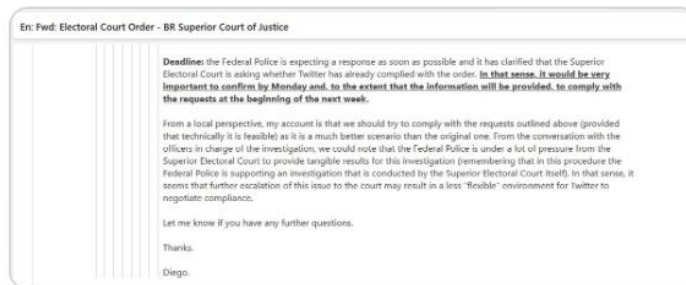 En: Fwd: Electoral Court Order - BR Superior Court of Justice
Deadline: the Federal Police is expecting a response as soon as possible and it has clarified that the Superior
Electoral Court is asking whether Twitter has already complied with the order. In that sense, it would be very
important to confirm by Monday and, to the extent that the information will be provided, to comply with
the requests at the beginning of the next week.
From a local perspective, my account is that we should try to comply with the requests outlined above (provided
that technically it is feasible) as it is a much better scenario than the original one. From the conversation with the
officers in charge of the investigation, we could note that the Federal Police is under a lot of pressure from the
Superior Electoral Court to provide tangible results for this investigation (remembering that in this procedure the
Federal Police is supporting an investigation that is conducted by the Superior Electoral Court itself). In that sense, it
seems that further escalation of this issue to the court may result in a less "flexible" environment for Twitter to
negotiate compliance.
Let me know if you have any further questions.
Thanks.
Diego.